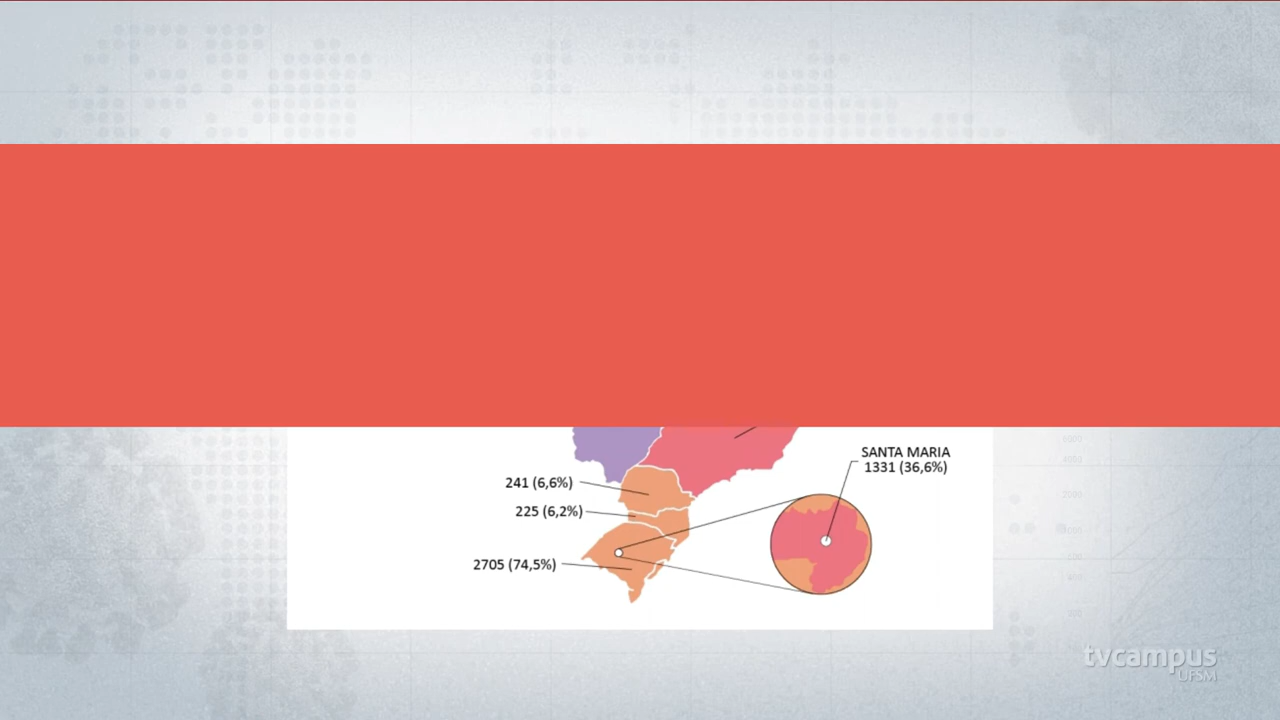 SANTA MARIA
1331 (36,6%)
241 (6,6%)
225 (6,2%)
2705 (74,5%)
tvcampus
UFSM